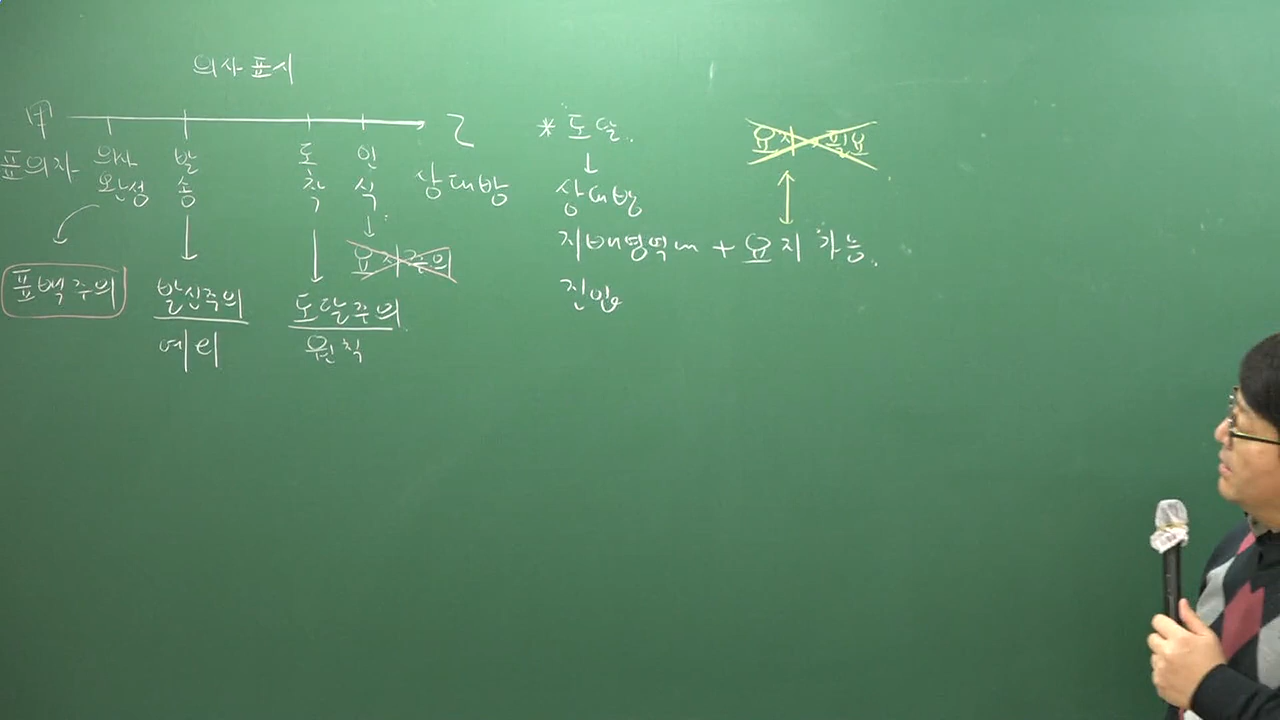 의사표시
甲 乙
표의자 의사완성 발송 도착 인식 상대방
요지주의
표백주의 발신주의 도달주의
예외 원칙
* 도달
↓
상대방
지배영역內 + 요지 가능
진입
요지 필요